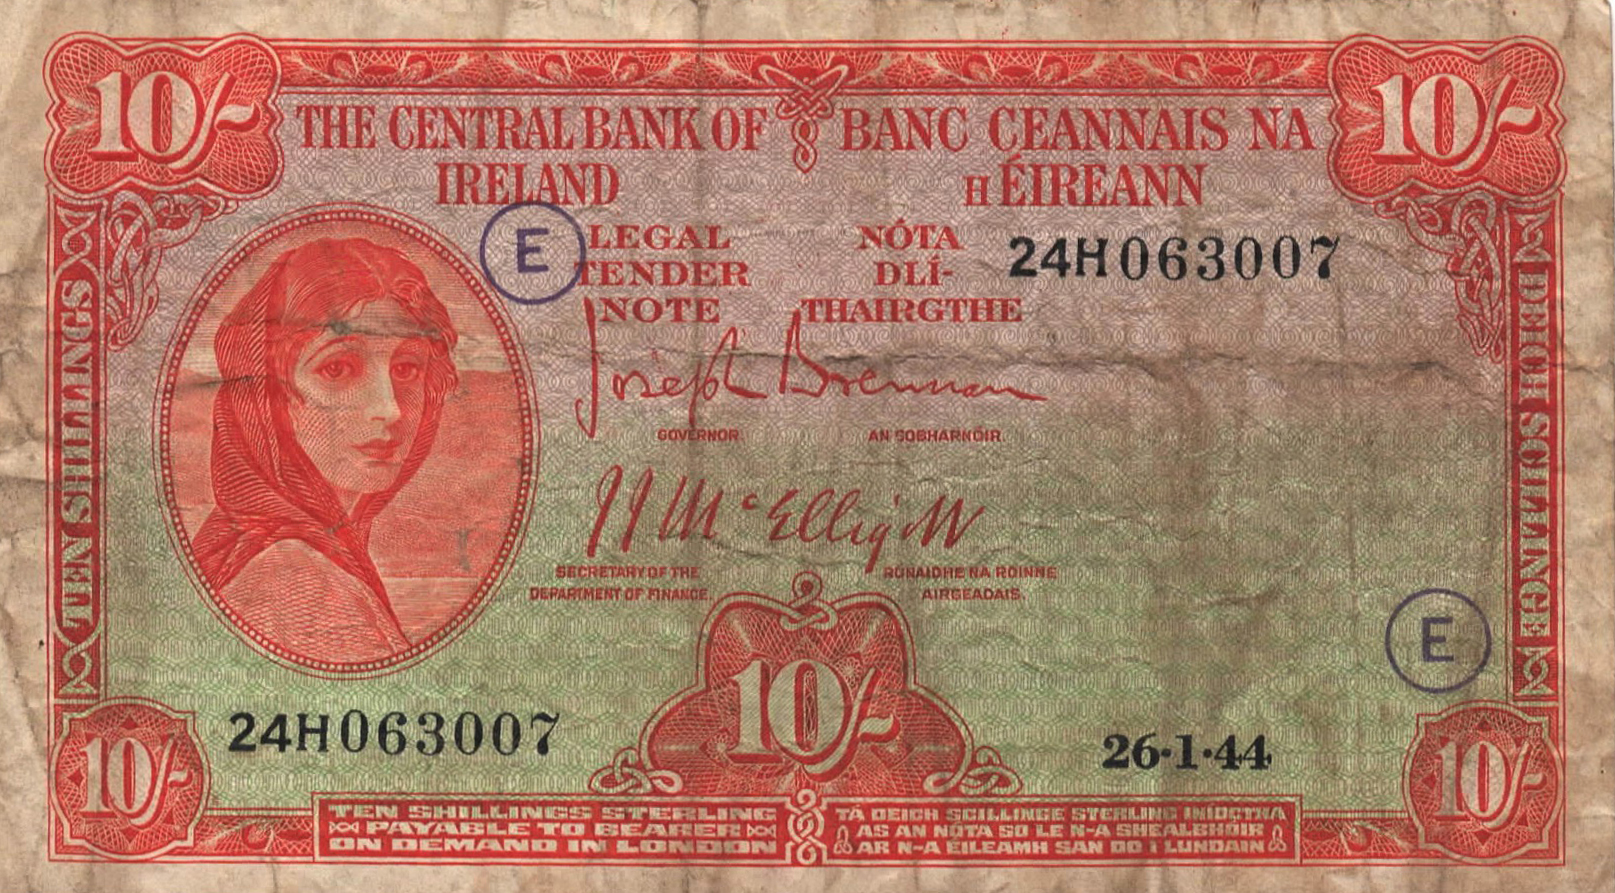 10/-
10/-
THE CENTRAL BANK OF
IRELAND
BANC CEANNAIS NA
H ÉIREANN
E
LEGAL
TENDER
NOTE
NÓTA
DLÍ-
THAIRGTHE
24H063007
TEN SHILLINGS
DEICH SCILLINGE
Joseph Brennan
GOVERNOR.
AN GOBHARNÓIR.
J J McElligott
SECRETARY OF THE
DEPARTMENT OF FINANCE.
RÚNAIDHE NA ROINNE
AIRGEADAIS.
E
24H063007
10/-
26·1·44
10/-
10/-
TEN SHILLINGS STERLING
PAYABLE TO BEARER
ON DEMAND IN LONDON
TÁ DEICH SCILLINGE STERLING INÍOCTHA
AS AN NÓTA SO LE N-A SHEALBHÓIR
AR N-A ÉILEAMH SAN DO I LUNDAIN